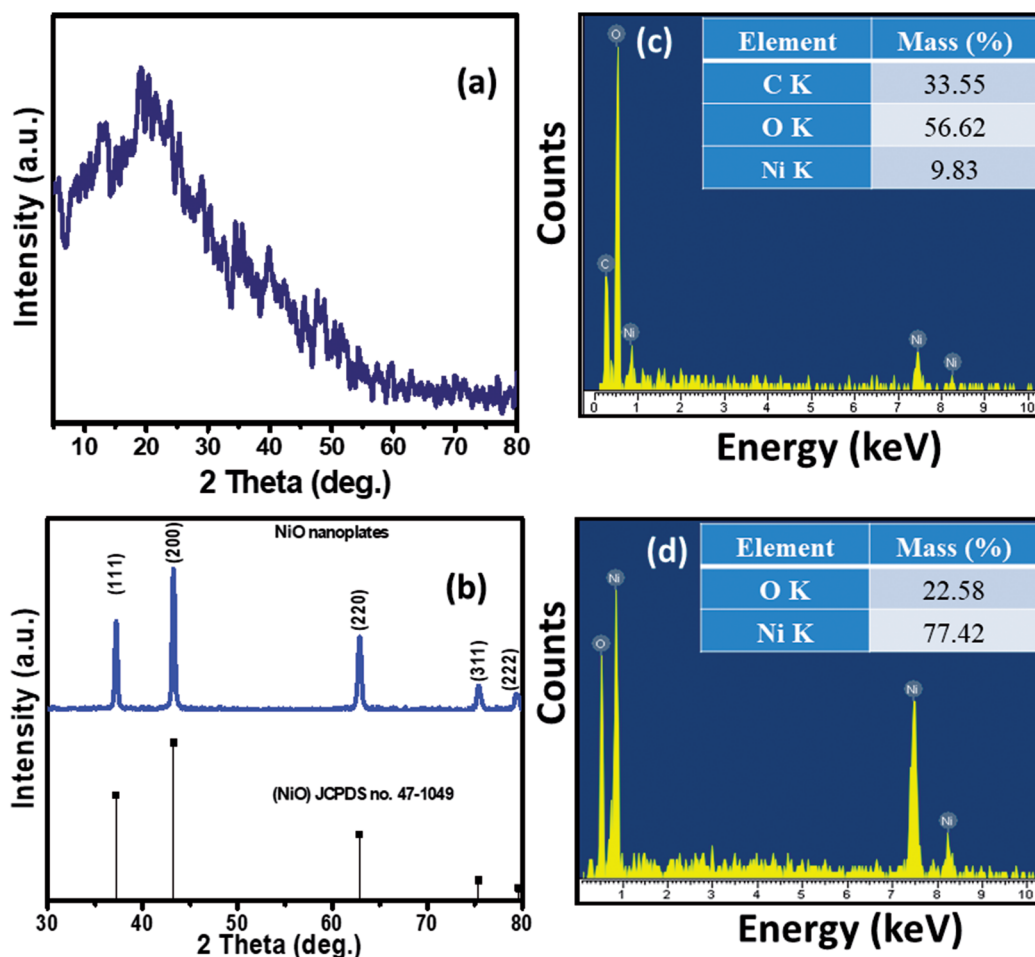 (a)
Intensity (a.u.)
10 20 30 40 50 60 70 80
2 Theta (deg.)
(c)
Element Mass (%)
C K 33.55
O K 56.62
Ni K 9.83
Counts
O
C
Ni
Ni
Ni
0 1 2 3 4 5 6 7 8 9 10
Energy (keV)
NiO nanoplates
(b)
(111)
(200)
(220)
(311)
(222)
(NiO) JCPDS no. 47-1049
Intensity (a.u.)
30 40 50 60 70 80
2 Theta (deg.)
(d)
Element Mass (%)
O K 22.58
Ni K 77.42
Counts
O
Ni
Ni
Ni
1 2 3 4 5 6 7 8 9 10
Energy (keV)